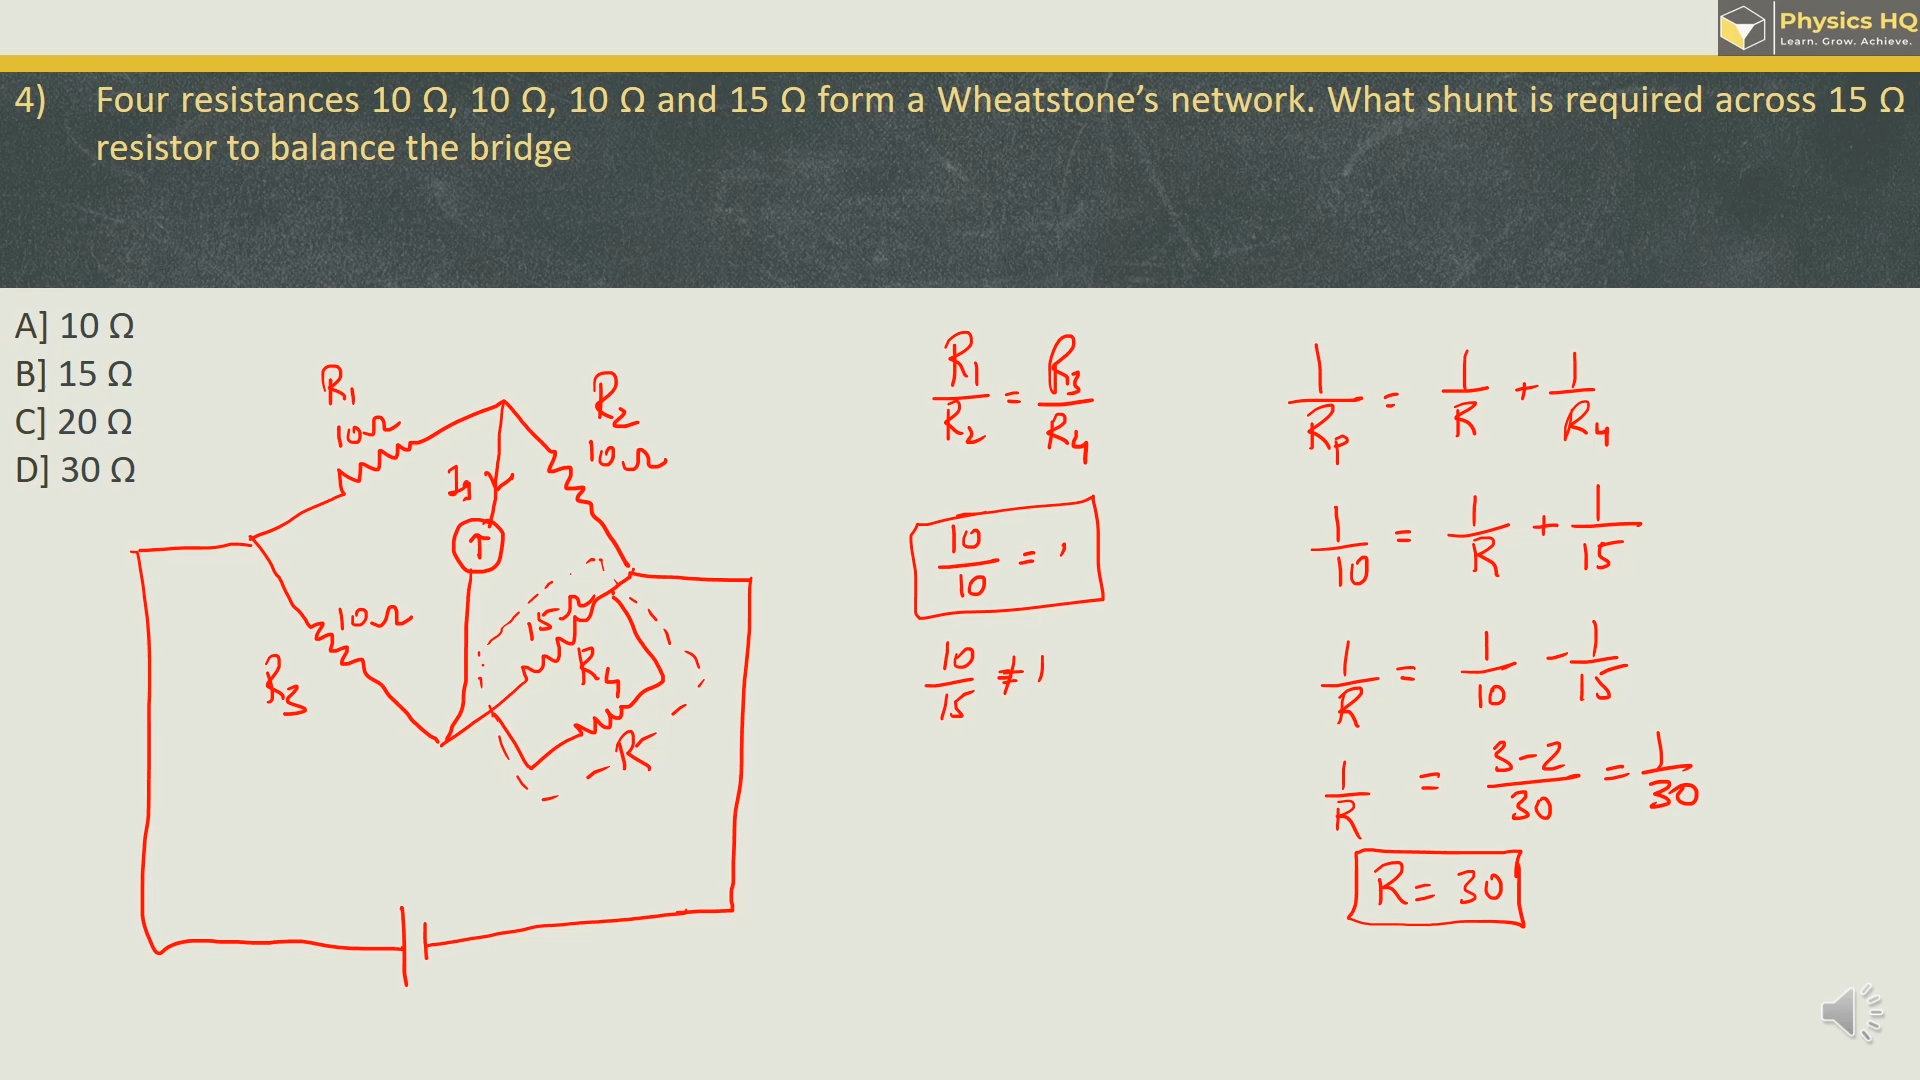 Physics HQ
Learn. Grow. Achieve.
4) Four resistances 10 Ω, 10 Ω, 10 Ω and 15 Ω form a Wheatstone’s network. What shunt is required across 15 Ω
resistor to balance the bridge
A] 10 Ω
B] 15 Ω
C] 20 Ω
D] 30 Ω
R₁
10Ω
R₂
10Ω
Ig
10Ω
R₃
15Ω
R₄
R
R₁/R₂ = R₃/R₄
10/10 = 1
10/15 ≠ 1
1/Rₚ = 1/R + 1/R₄
1/10 = 1/R + 1/15
1/R = 1/10 - 1/15
1/R = 3-2/30 = 1/30
R = 30